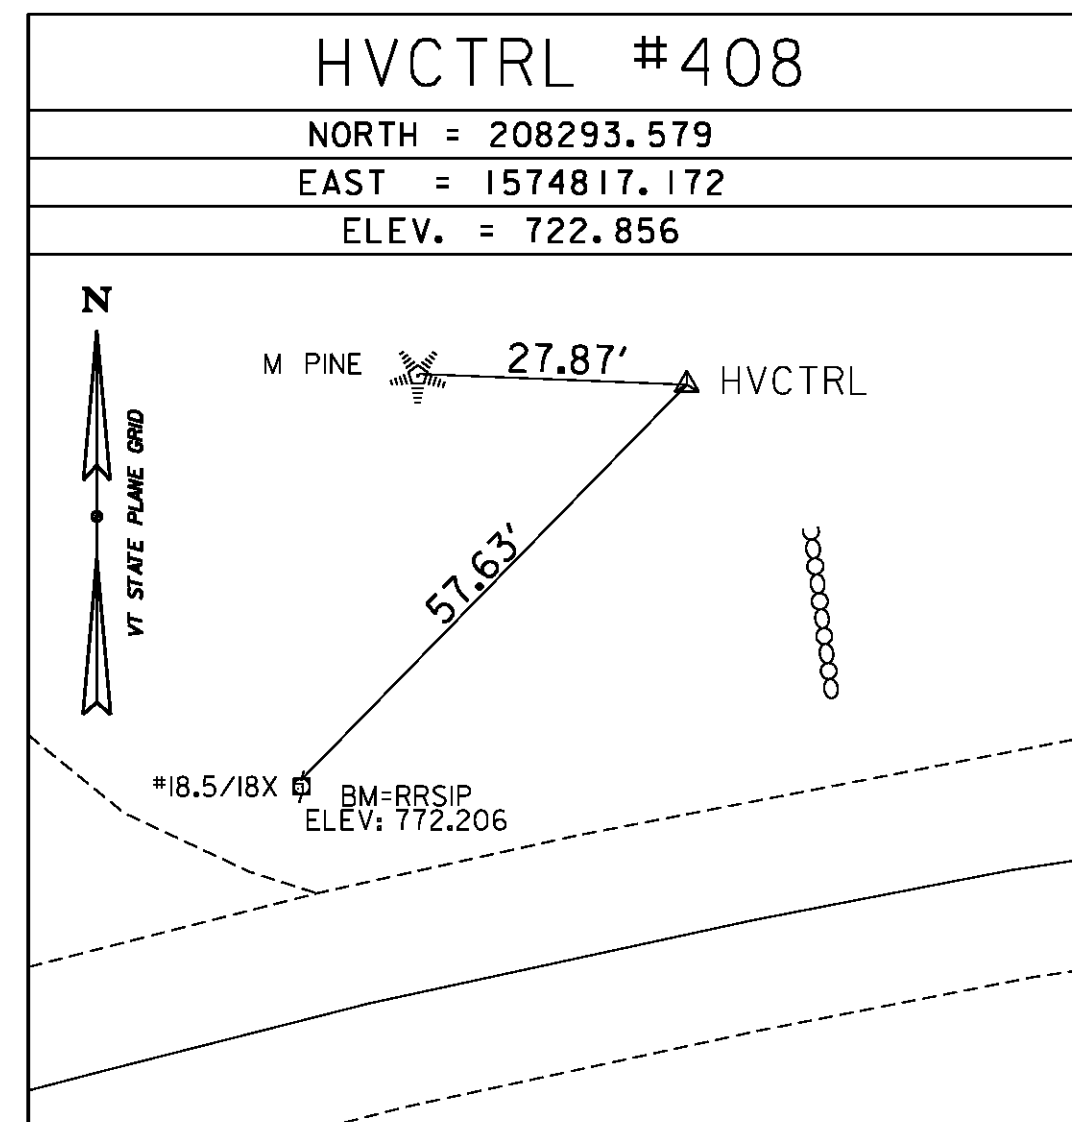 HVCTRL #408
NORTH = 208293.579
EAST = 1574817.172
ELEV. = 722.856
N
VT STATE PLANE GRID
M PINE
27.87'
HVCTRL
57.63'
#18.5/18X
BM=RRSIP
ELEV: 772.206